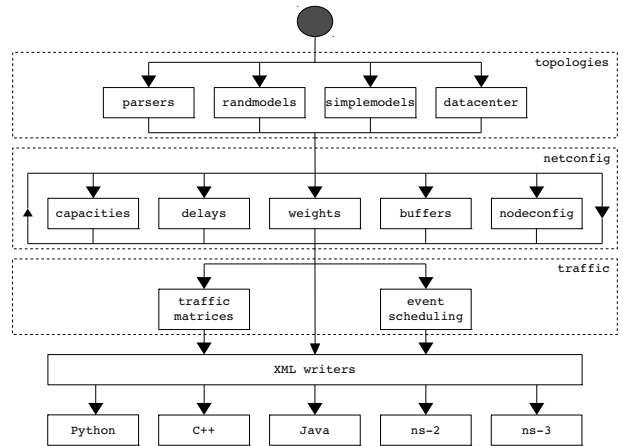 topologies
parsers
randmodels
simplemodels
datacenter
netconfig
capacities
delays
weights
buffers
nodeconfig
traffic
traffic
matrices
event
scheduling
XML writers
Python
C++
Java
ns-2
ns-3